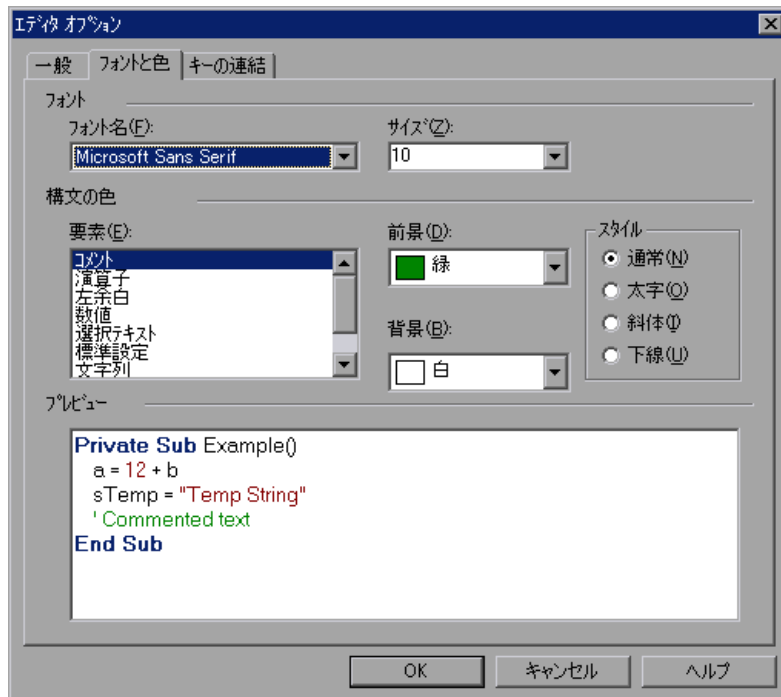 ｴﾃﾞｨﾀ ｵﾌﾟｼｮﾝ
一般 ﾌｫﾝﾄと色 キーの連結
ﾌｫﾝﾄ
ﾌｫﾝﾄ名(F): ｻｲｽﾞ(Z):
Microsoft Sans Serif 10
構文の色
要素(E): 前景(D): ｽﾀｲﾙ
ｺﾒﾝﾄ
演算子
左余白
数値
選択ﾃｷｽﾄ
標準設定
文字列
緑
背景(B):
白
通常(N)
太字(O)
斜体(I)
下線(U)
ﾌﾟﾚﾋﾞｭｰ
Private Sub Example()
a = 12 + b
sTemp = "Temp String"
' Commented text
End Sub
OK キャンセル ヘルプ